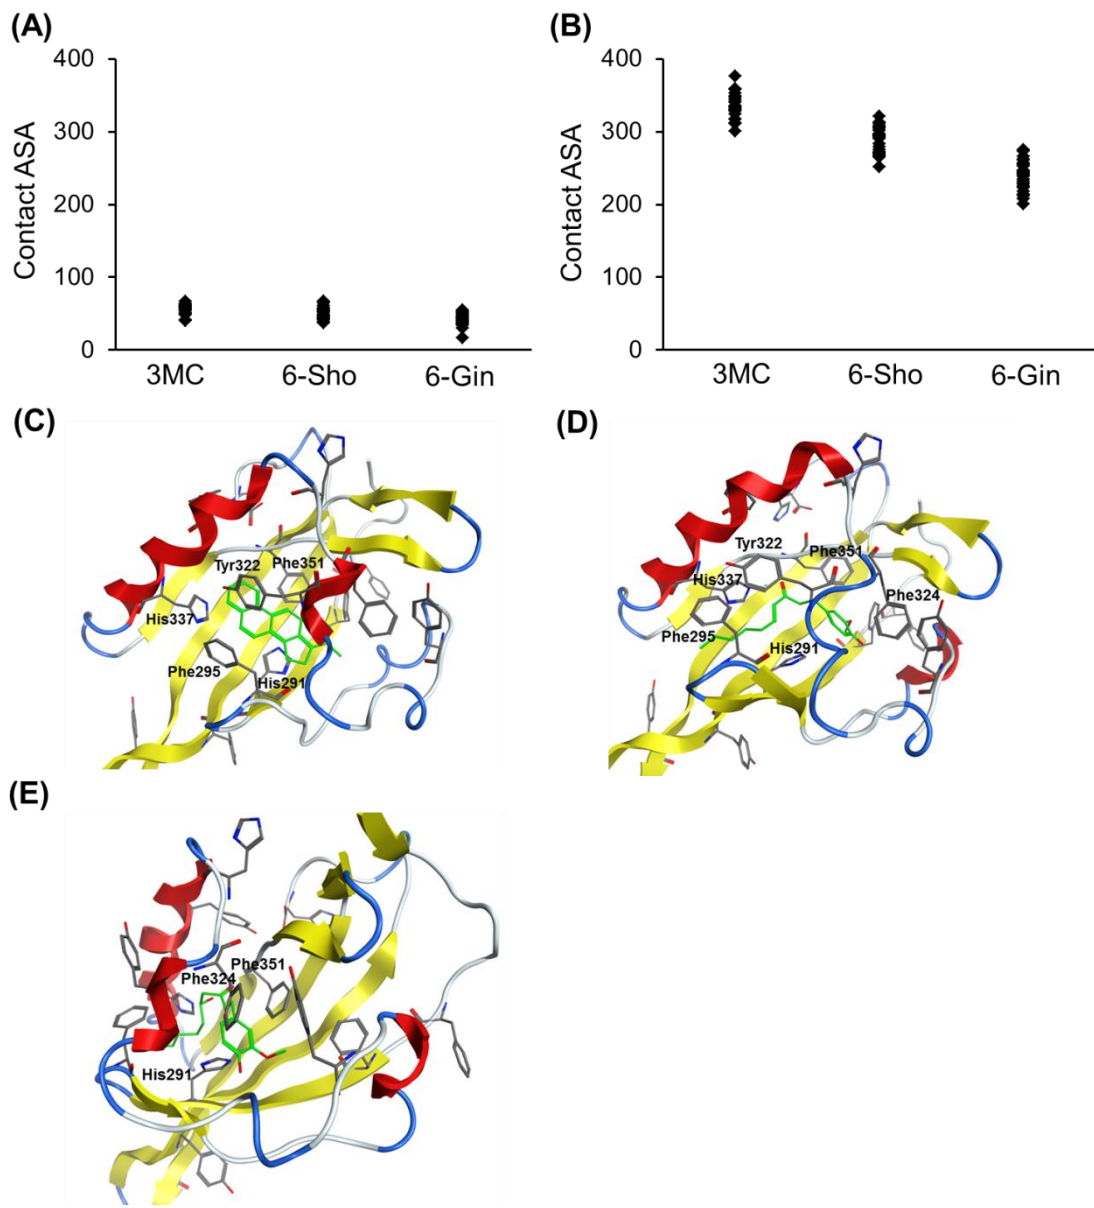 (A)
Contact ASA
400
300
200
100
0
3MC 6-Sho 6-Gin
(B)
Contact ASA
400
300
200
100
0
3MC 6-Sho 6-Gin
(C)
Tyr322 Phe351
His337
Phe295
His291
(D)
Tyr322
Phe351
His337
Phe324
Phe295
His291
(E)
Phe351
Phe324
His291